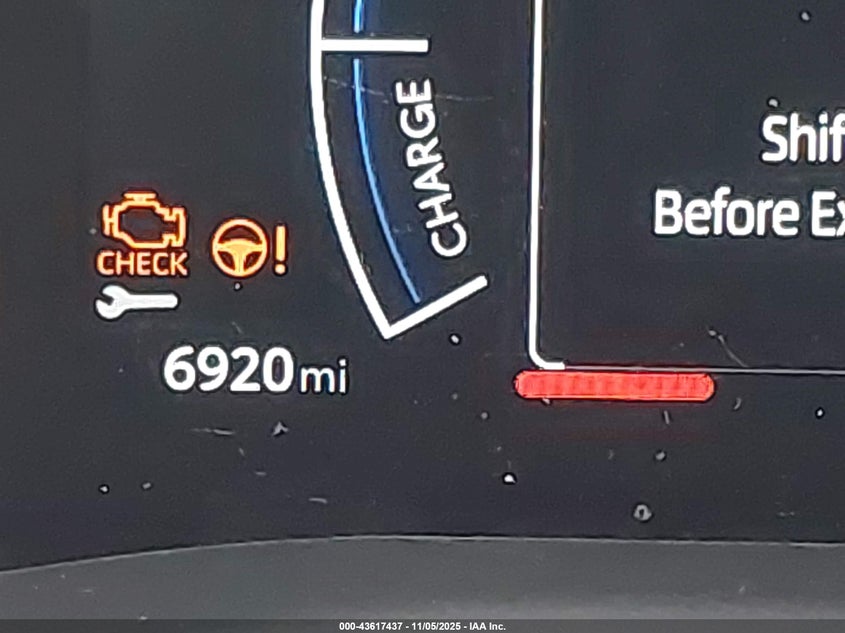 CHARGE
Shif
Before Ex
CHECK
6920mi
000-43617437 - 11/05/2025 - IAA Inc.